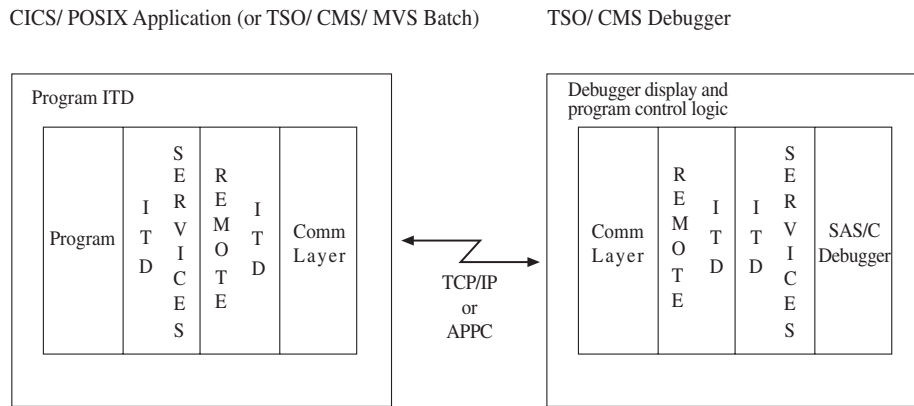 CICS/ POSIX Application (or TSO/ CMS/ MVS Batch)
TSO/ CMS Debugger
Program ITD
Program
ITD
SERVICES
REMOTE
ITD
Comm
Layer
TCP/IP
or
APPC
Debugger display and
program control logic
Comm
Layer
REMOTE
ITD
ITD
SERVICES
SAS/C
Debugger